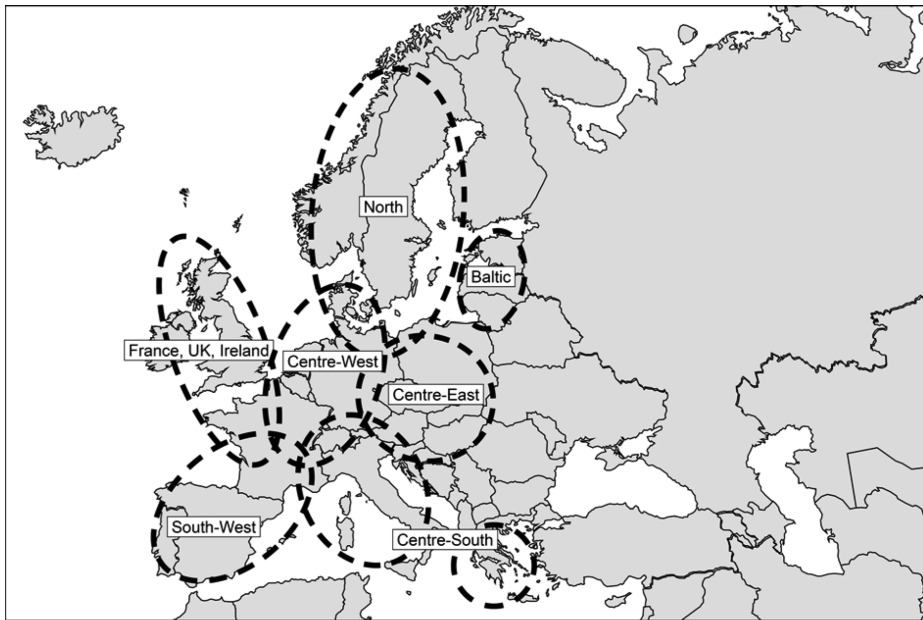 North
Baltic
France, UK, Ireland
Centre-West
Centre-East
South-West
Centre-South